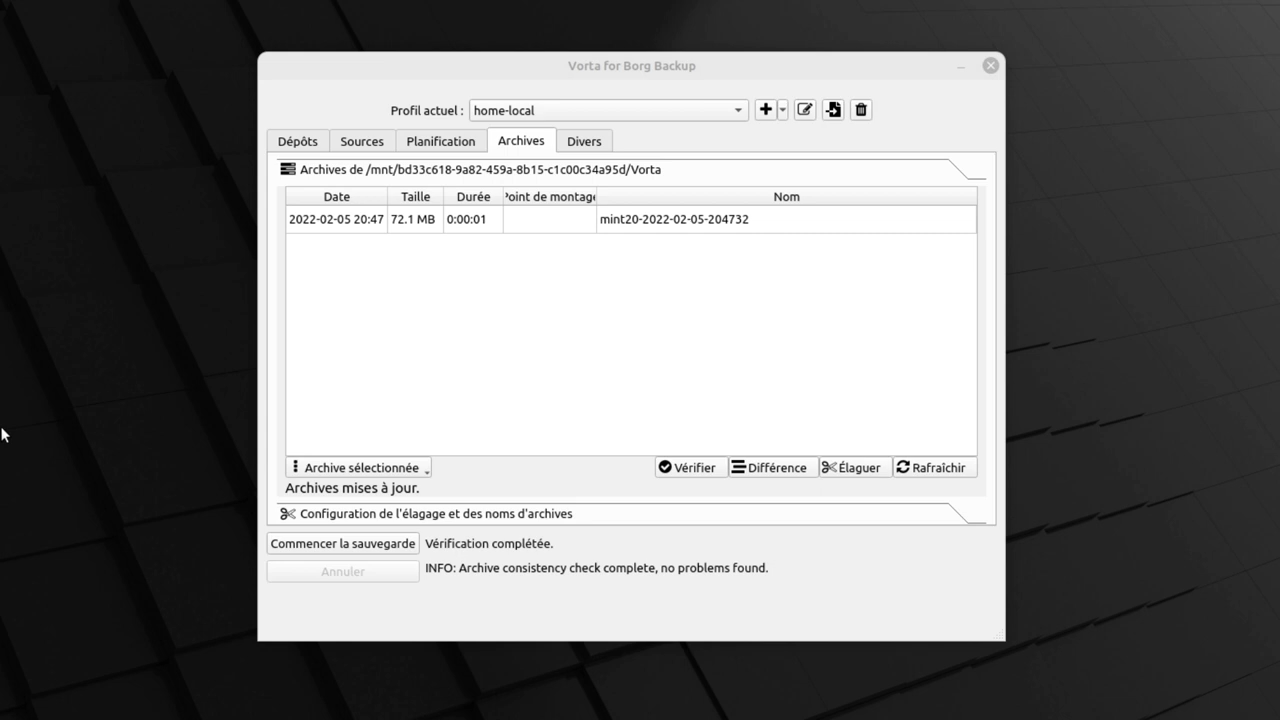 Vorta for Borg Backup
Profil actuel : home-local
Dépôts Sources Planification Archives Divers
Archives de /mnt/bd33c618-9a82-459a-8b15-c1c00c34a95d/Vorta
Date Taille Durée Point de montage Nom
2022-02-05 20:47 72.1 MB 0:00:01 mint20-2022-02-05-204732
Archive sélectionnée Vérifier Différence Élaguer Rafraîchir
Archives mises à jour.
Configuration de l'élagage et des noms d'archives
Commencer la sauvegarde Vérification complétée.
Annuler INFO: Archive consistency check complete, no problems found.